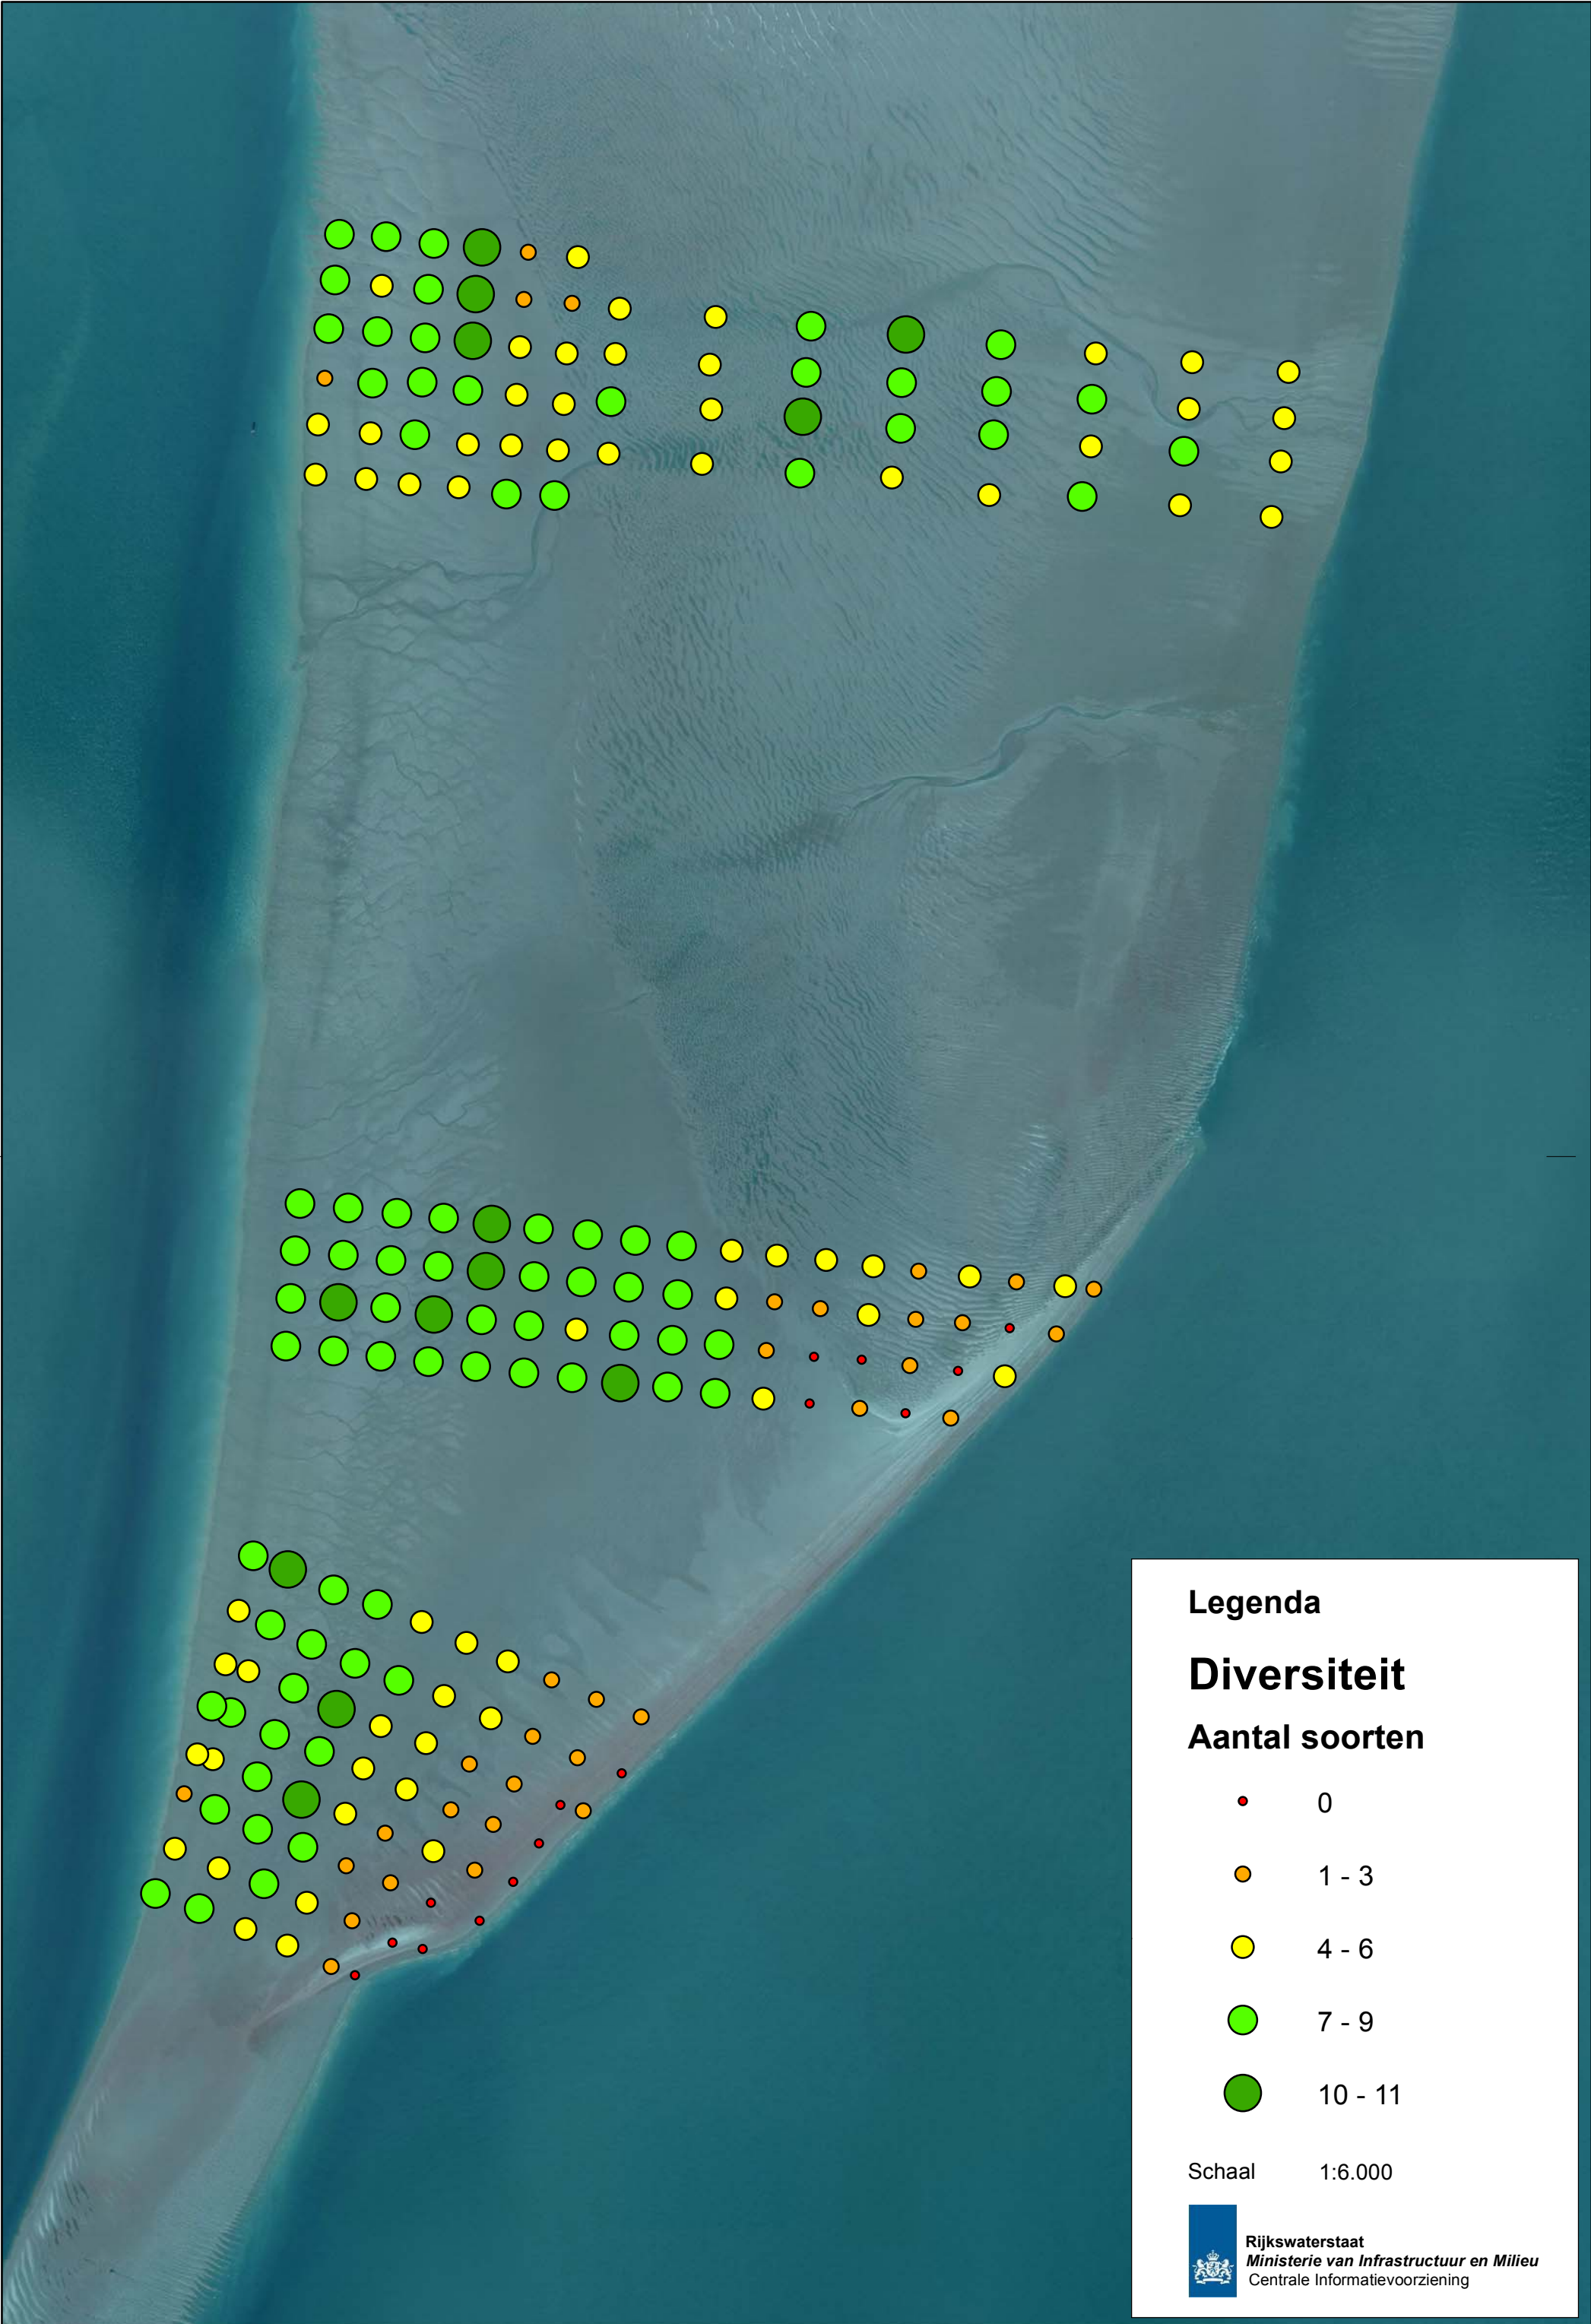 Legenda
Diversiteit
Aantal soorten
0
1 - 3
4 - 6
7 - 9
10 - 11
Schaal 1:6.000
Rijkswaterstaat
Ministerie van Infrastructuur en Milieu
Centrale Informatievoorziening